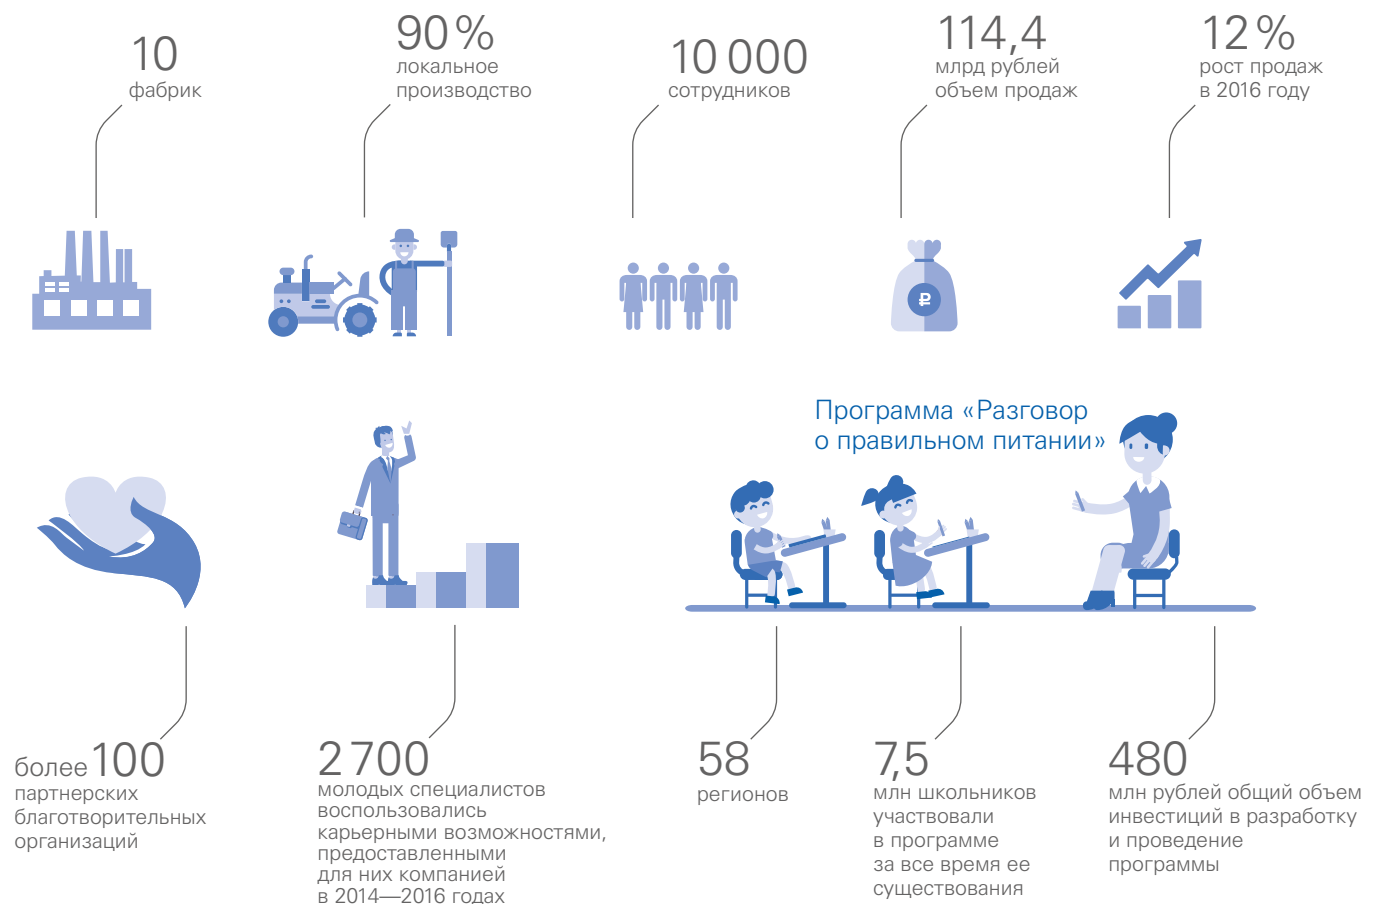 10
фабрик
90 %
локальное
производство
10 000
сотрудников
114,4
млрд рублей
объем продаж
12 %
рост продаж
в 2016 году
₽
Программа «Разговор
о правильном питании»
более 100
партнерских
благотворительных
организаций
2 700
молодых специалистов
воспользовались
карьерными возможностями,
предоставленными
для них компанией
в 2014—2016 годах
58
регионов
7,5
млн школьников
участвовали
в программе
за все время ее
существования
480
млн рублей общий объем
инвестиций в разработку
и проведение
программы